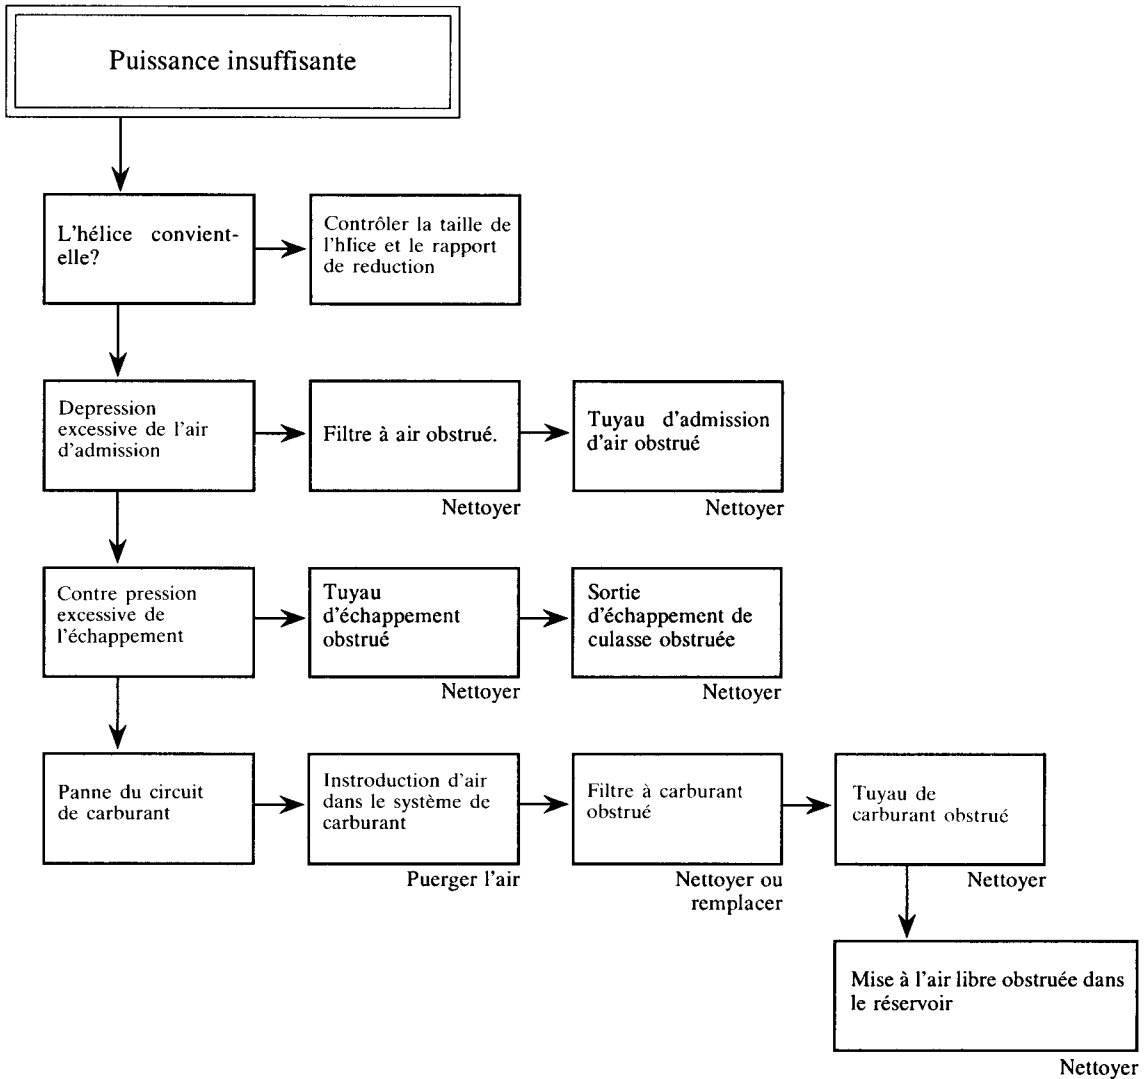 Puissance insuffisante
L'hélice convient-
elle?
Contrôler la taille de
l'hlice et le rapport
de reduction
Depression
excessive de l'air
d'admission
Filtre à air obstrué.
Nettoyer
Tuyau d'admission
d'air obstrué
Nettoyer
Contre pression
excessive de
l'échappement
Tuyau
d'échappement
obstrué
Nettoyer
Sortie
d'échappement de
culasse obstruée
Nettoyer
Panne du circuit
de carburant
Instroduction d'air
dans le système de
carburant
Puerger l'air
Filtre à carburant
obstrué
Nettoyer ou
remplacer
Tuyau de
carburant obstrué
Nettoyer
Mise à l'air libre obstruée dans
le réservoir
Nettoyer